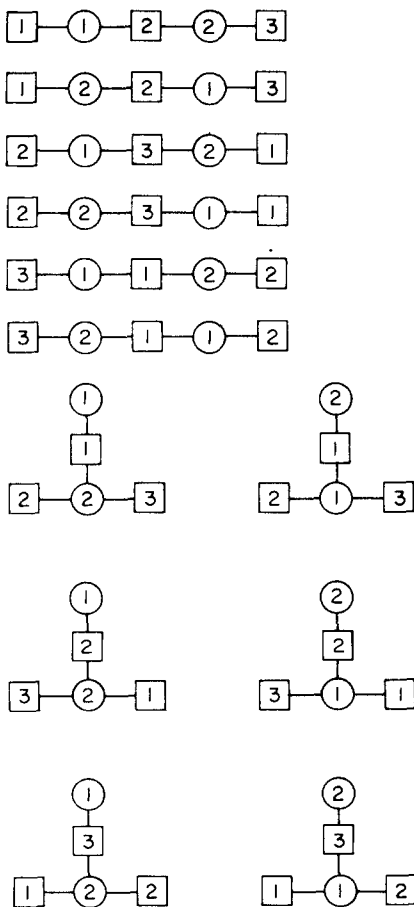 1 1 2 2 3
1 2 2 1 3
2 1 3 2 1
2 2 3 1 1
3 1 1 2 2
3 2 1 1 2
1 2
1 1
2 2 3 2 1 3
1 2
2 2
3 2 1 3 1 1
1 2
3 3
1 2 2 1 1 2